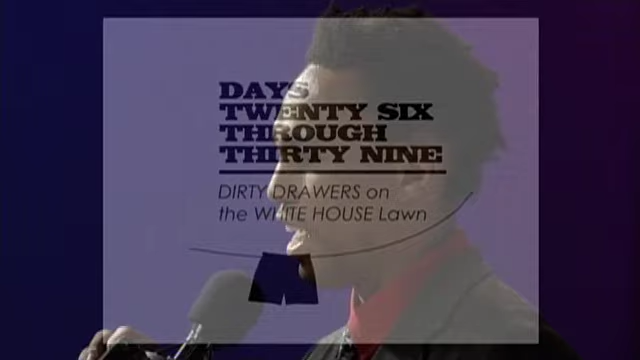 DAYS
TWENTY SIX
THROUGH
THIRTY NINE
DIRTY DRAWERS on
the WHITE HOUSE Lawn